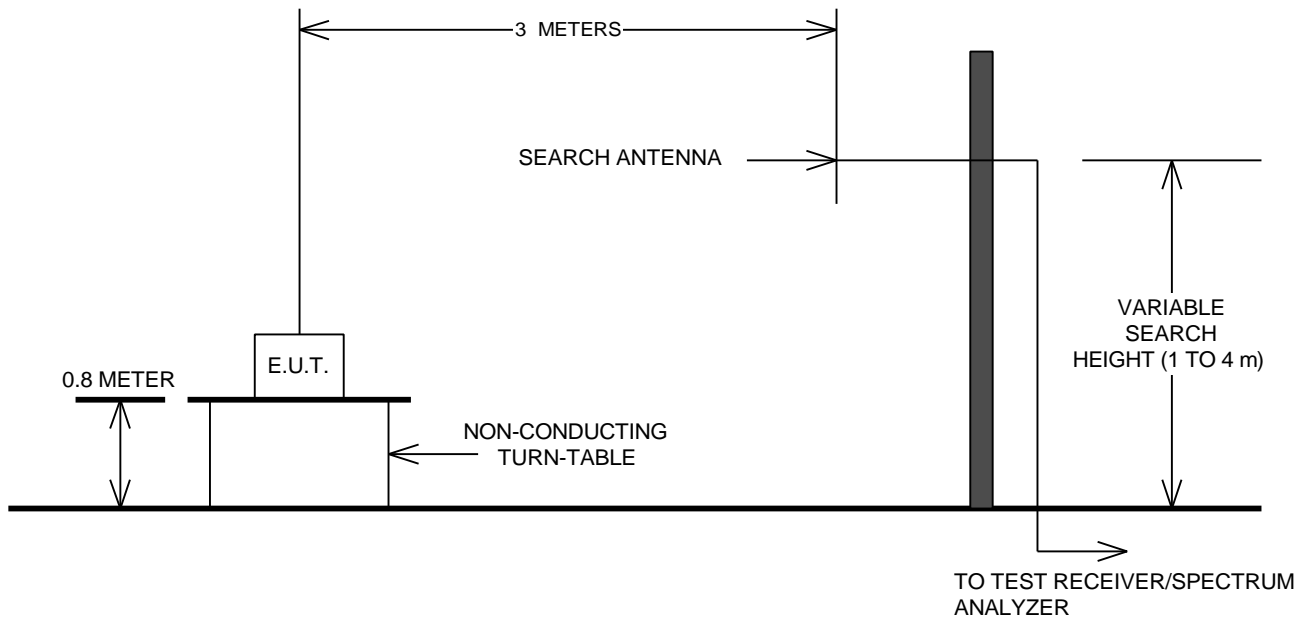 3 METERS
SEARCH ANTENNA
VARIABLE
SEARCH
HEIGHT (1 TO 4 m)
E.U.T.
0.8 METER
NON-CONDUCTING
TURN-TABLE
TO TEST RECEIVER/SPECTRUM
ANALYZER